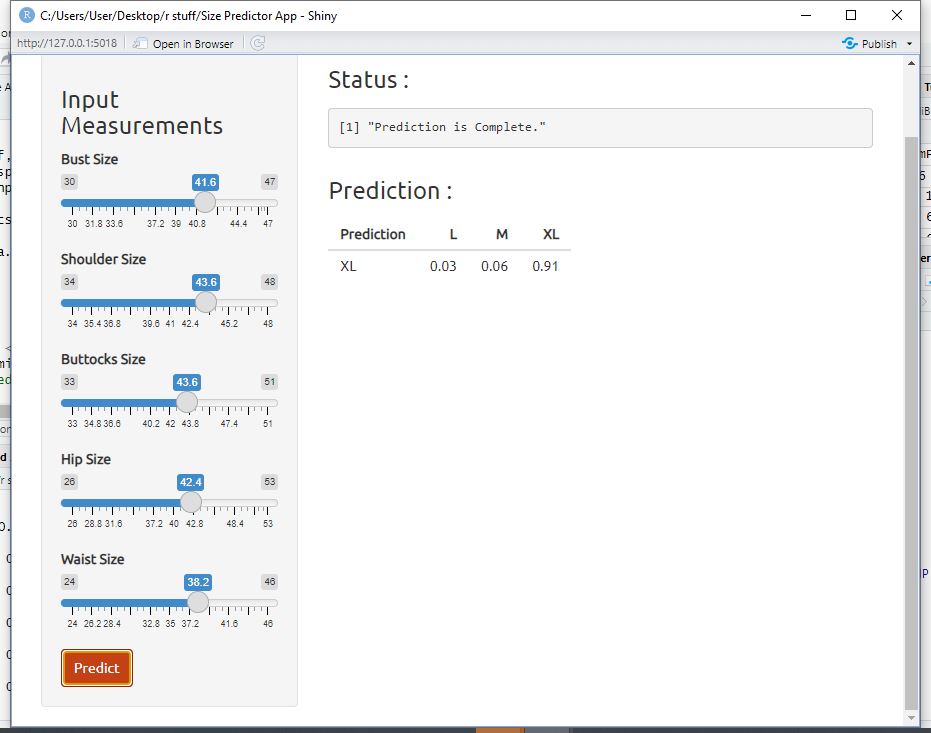 C:/Users/User/Desktop/r stuff/Size Predictor App - Shiny
http://127.0.0.1:5018 Open in Browser Publish
Input
Measurements
Bust Size
30 41.6 47
30 31.8 33.6 37.2 39 40.8 44.4 47
Shoulder Size
34 43.6 48
34 35.4 36.8 39.6 41 42.4 45.2 48
Buttocks Size
33 43.6 51
33 34.8 36.6 40.2 42 43.8 47.4 51
Hip Size
26 42.4 53
26 28.8 31.6 37.2 40 42.8 48.4 53
Waist Size
24 38.2 46
24 26.2 28.4 32.8 35 37.2 41.6 46
Predict
Status :
[1] "Prediction is Complete."
Prediction :
Prediction L M XL
XL 0.03 0.06 0.91